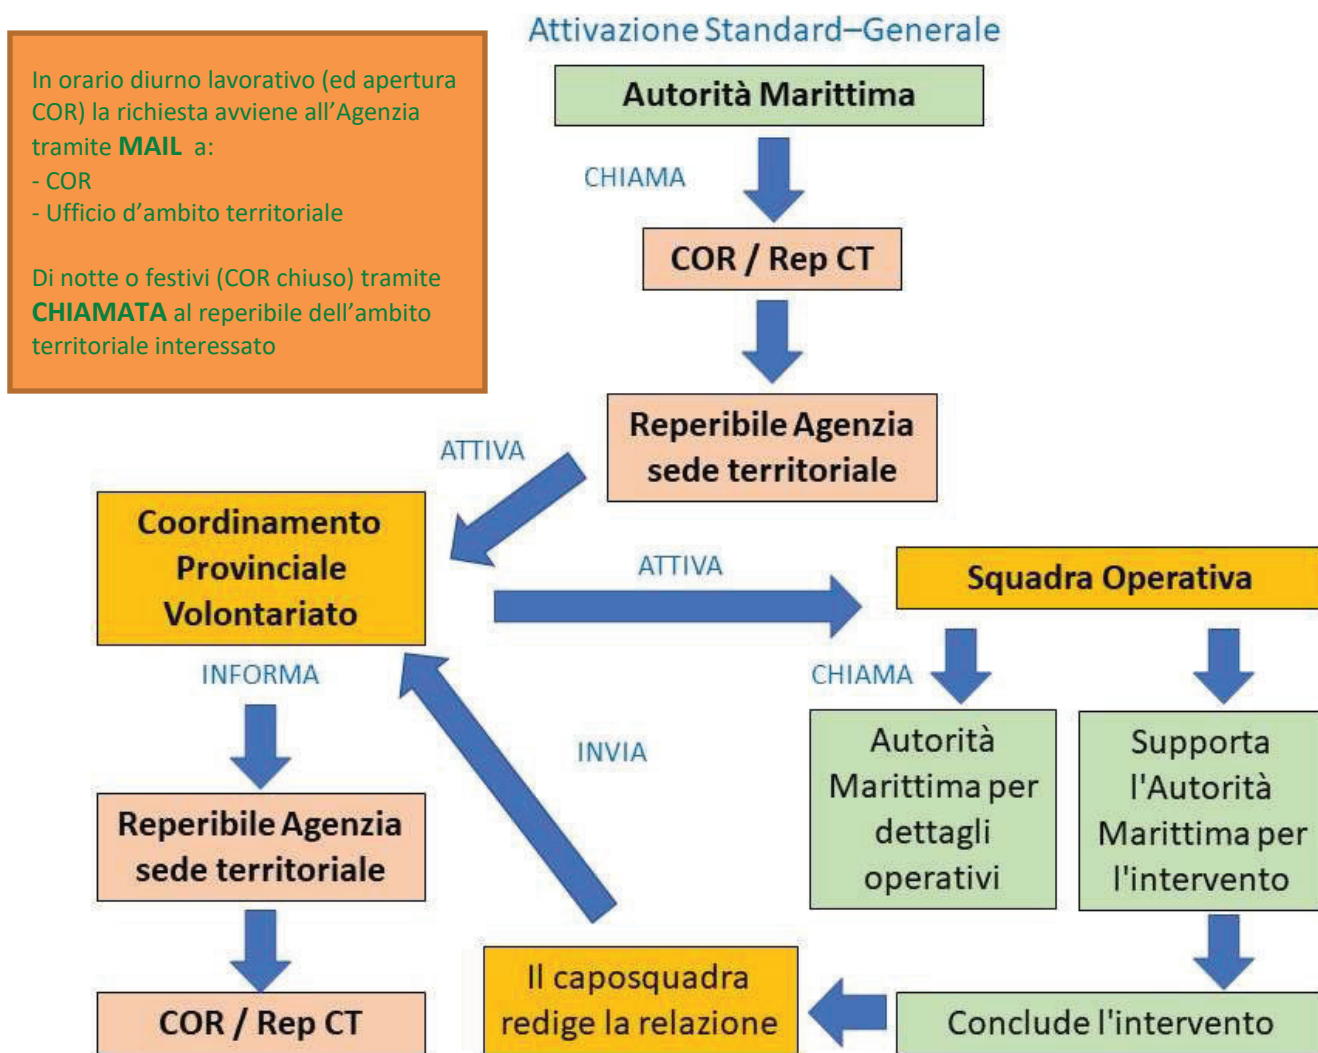 Attivazione Standard–Generale
In orario diurno lavorativo (ed apertura
COR) la richiesta avviene all’Agenzia
tramite MAIL a:
- COR
- Ufficio d’ambito territoriale
Di notte o festivi (COR chiuso) tramite
CHIAMATA al reperibile dell’ambito
territoriale interessato
Autorità Marittima
CHIAMA
COR / Rep CT
Reperibile Agenzia
sede territoriale
ATTIVA
Coordinamento
Provinciale
Volontariato
ATTIVA
Squadra Operativa
INFORMA
CHIAMA
Reperibile Agenzia
sede territoriale
COR / Rep CT
INVIA
Autorità
Marittima per
dettagli
operativi
Supporta
l'Autorità
Marittima per
l'intervento
Conclude l'intervento
Il caposquadra
redige la relazione